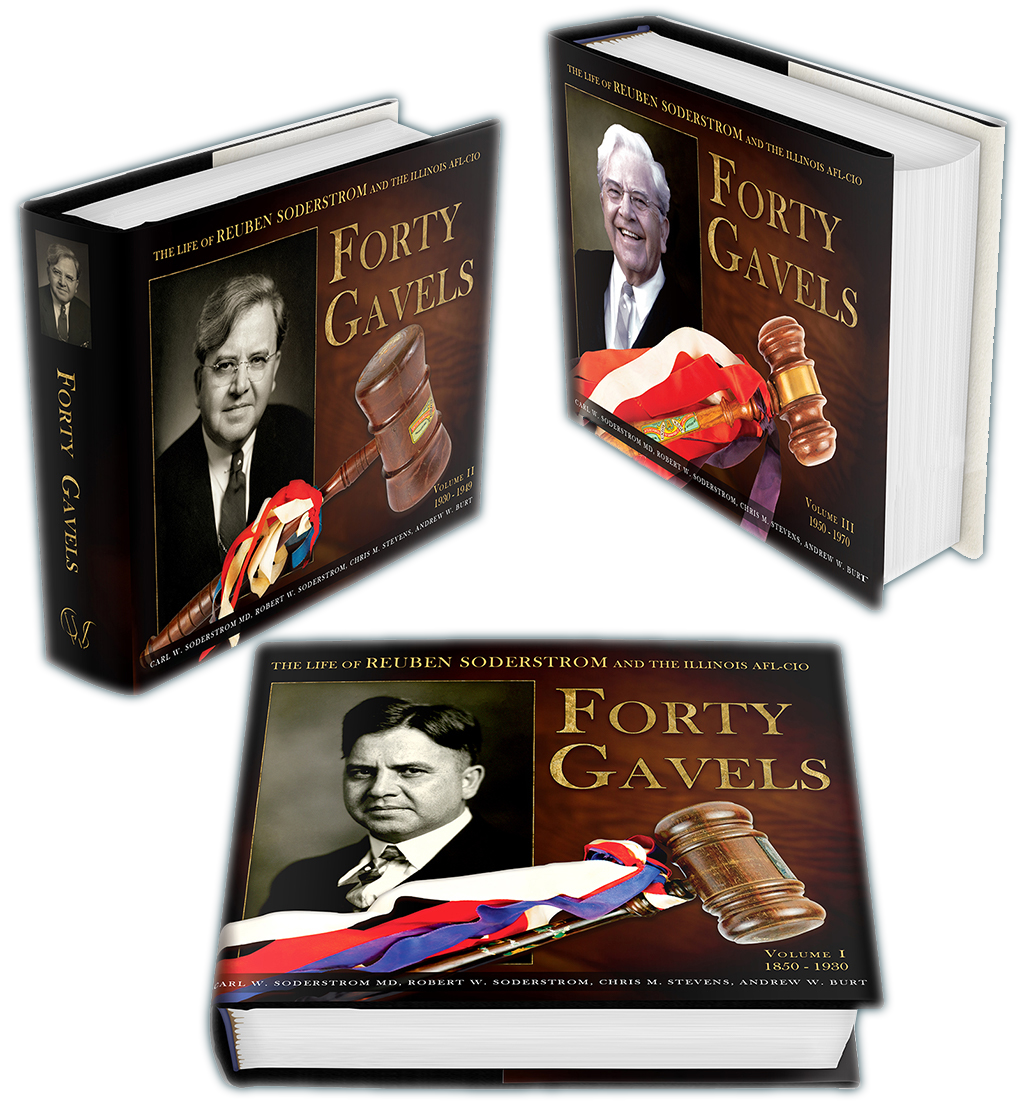 THE LIFE OF REUBEN SODERSTROM AND THE ILLINOIS AFL-CIO
FORTY
GAVELS
VOLUME II
1930 - 1949
CARL W. SODERSTROM MD, ROBERT W. SODERSTROM, CHRIS M. STEVENS, ANDREW W. BURT
FORTY GAVELS
THE LIFE OF REUBEN SODERSTROM AND THE ILLINOIS AFL-CIO
FORTY
GAVELS
VOLUME III
1950 - 1970
CARL W. SODERSTROM MD, ROBERT W. SODERSTROM, CHRIS M. STEVENS, ANDREW W. BURT
THE LIFE OF REUBEN SODERSTROM AND THE ILLINOIS AFL-CIO
FORTY
GAVELS
VOLUME I
1850 - 1930
CARL W. SODERSTROM MD, ROBERT W. SODERSTROM, CHRIS M. STEVENS, ANDREW W. BURT